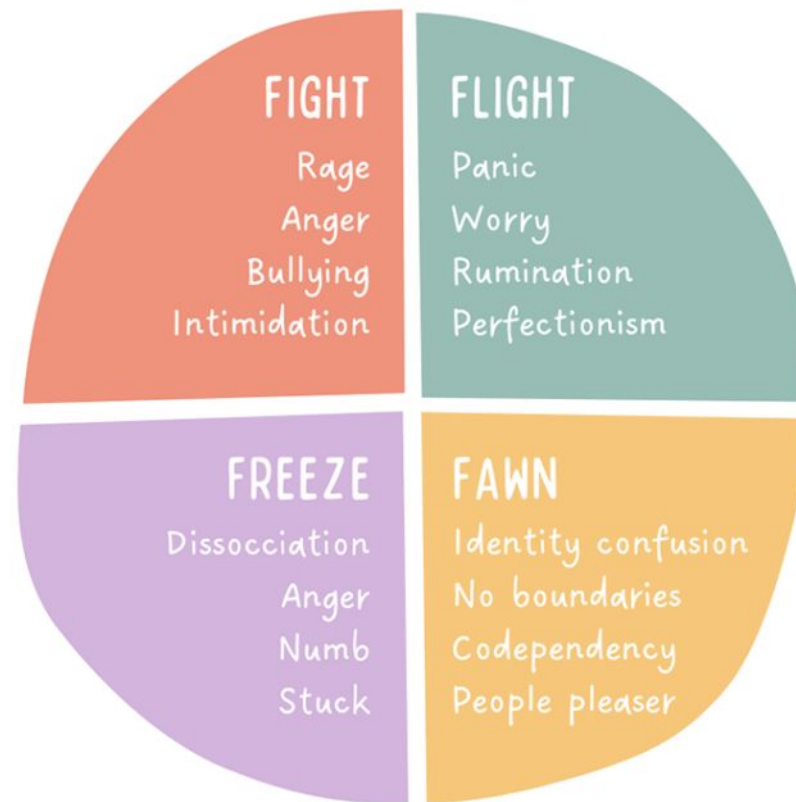 FIGHT
Rage
Anger
Bullying
Intimidation
FLIGHT
Panic
Worry
Rumination
Perfectionism
FREEZE
Dissocciation
Anger
Numb
Stuck
FAWN
Identity confusion
No boundaries
Codependency
People pleaser